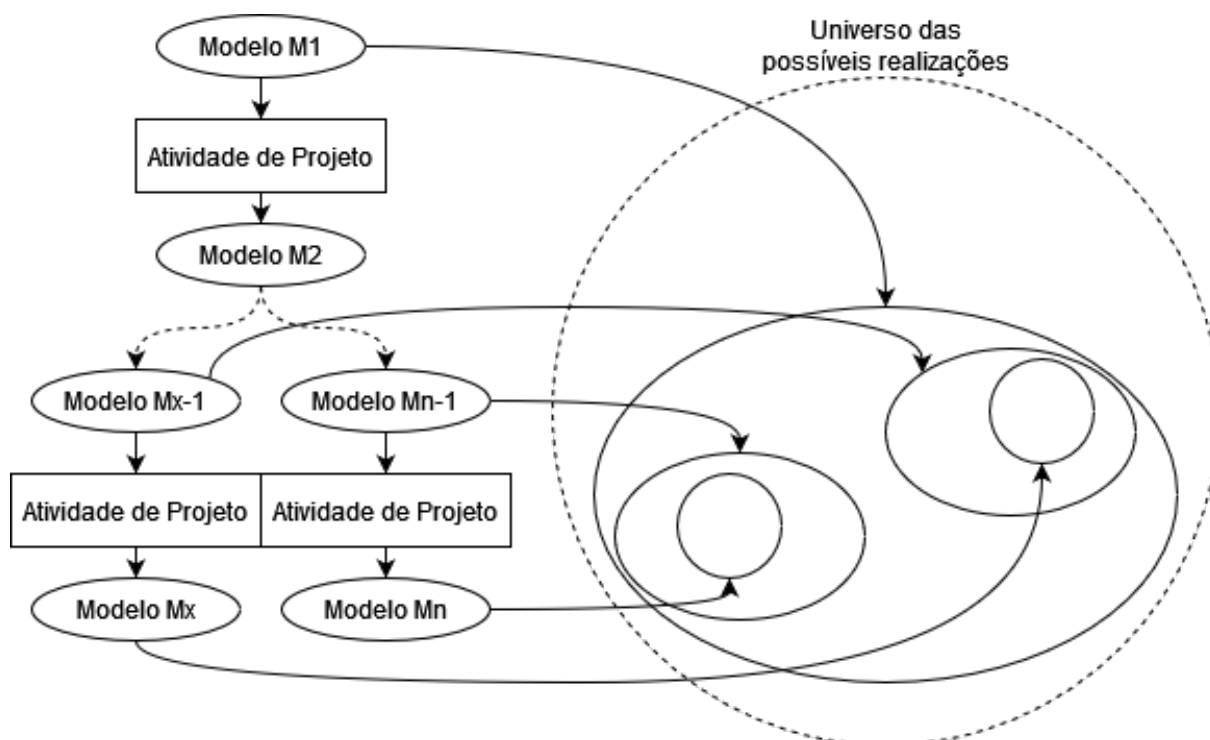 Modelo M1
Universo das
possíveis realizações
Atividade de Projeto
Modelo M2
Modelo Mx-1
Modelo Mn-1
Atividade de Projeto
Atividade de Projeto
Modelo Mx
Modelo Mn